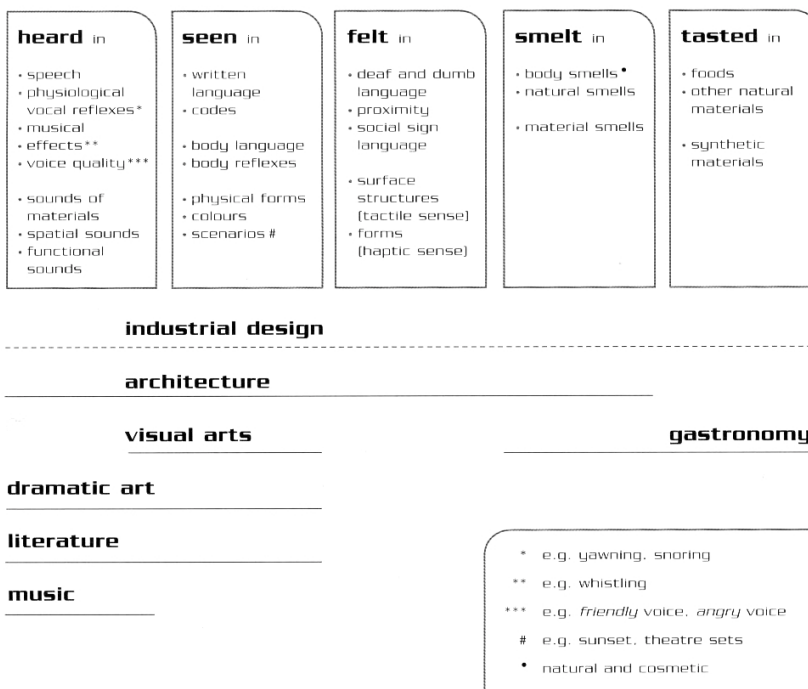 heard in
• speech
• physiological
vocal reflexes*
• musical
• effects**
• voice quality***
• sounds of
materials
• spatial sounds
• functional
sounds
seen in
• written
language
• codes
• body language
• body reflexes
• physical forms
• colours
• scenarios #
felt in
• deaf and dumb
language
• proximity
• social sign
language
• surface
structures
(tactile sense)
• forms
(haptic sense)
smelt in
• body smells•
• natural smells
• material smells
tasted in
• foods
• other natural
materials
• synthetic
materials
industrial design
architecture
visual arts
gastronomy
dramatic art
literature
music
* e.g. yawning, snoring
** e.g. whistling
*** e.g. friendly voice, angry voice
# e.g. sunset, theatre sets
• natural and cosmetic